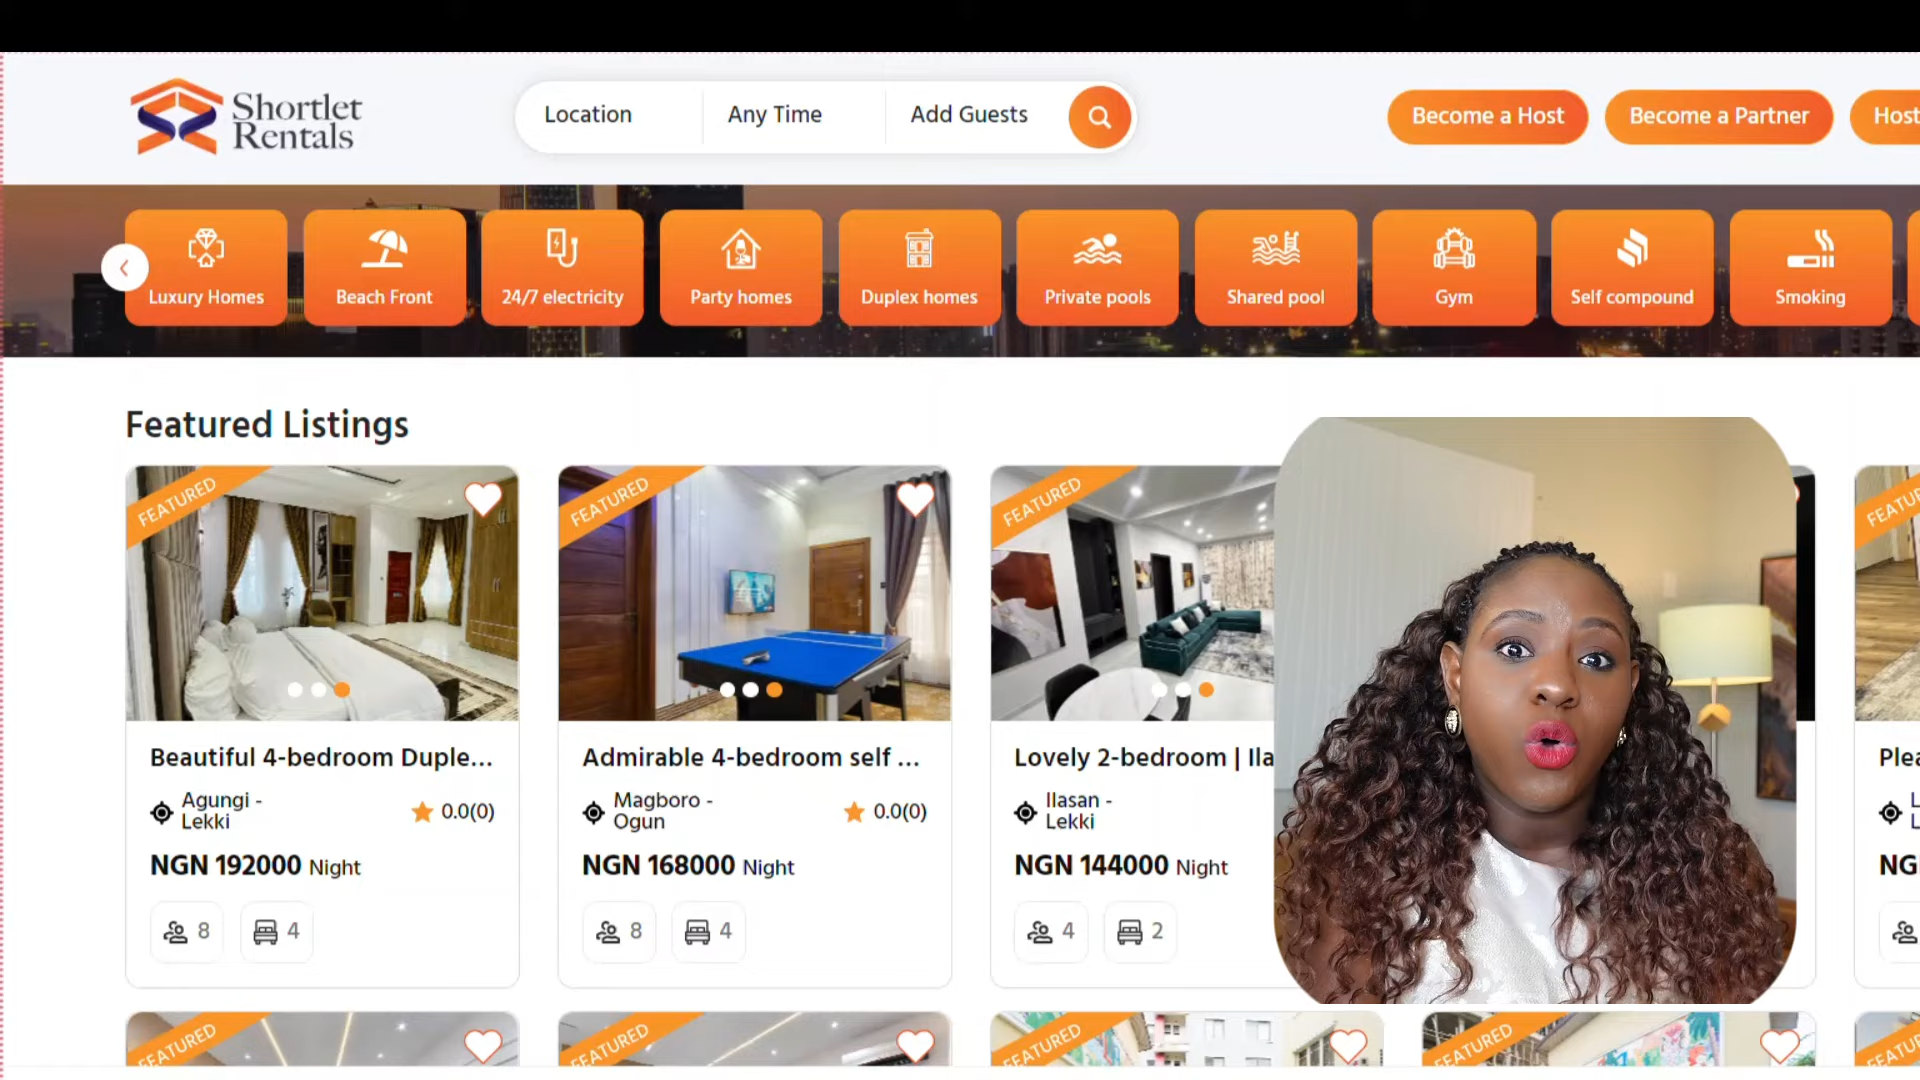 Shortlet
Rentals
Location
Any Time
Add Guests
Become a Host
Become a Partner
Host
Luxury Homes
Beach Front
24/7 electricity
Party homes
Duplex homes
Private pools
Shared pool
Gym
Self compound
Smoking
Featured Listings
FEATURED
FEATURED
FEATURED
FEATU
Beautiful 4-bedroom Duple...
Admirable 4-bedroom self ...
Lovely 2-bedroom | Ila
Plea
Agungi -
Lekki
0.0(0)
Magboro -
Ogun
0.0(0)
Ilasan -
Lekki
L
L
NGN 192000 Night
NGN 168000 Night
NGN 144000 Night
NG
8
4
8
4
4
2
FEATURED
FEATURED
FEATURED
FEATURED
FEATU